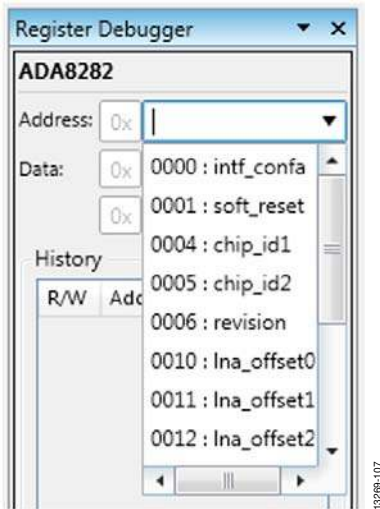 Register Debugger
ADA8282
Address: 0x
0000 : intf_confa
Data: 0x
0001 : soft_reset
0x
0004 : chip_id1
History
0005 : chip_id2
R/W
0006 : revision
0010 : lna_offset0
0011 : lna_offset1
0012 : lna_offset2
13269-107